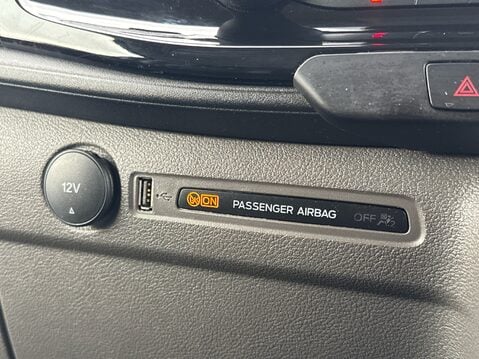 12V
ON PASSENGER AIRBAG OFF